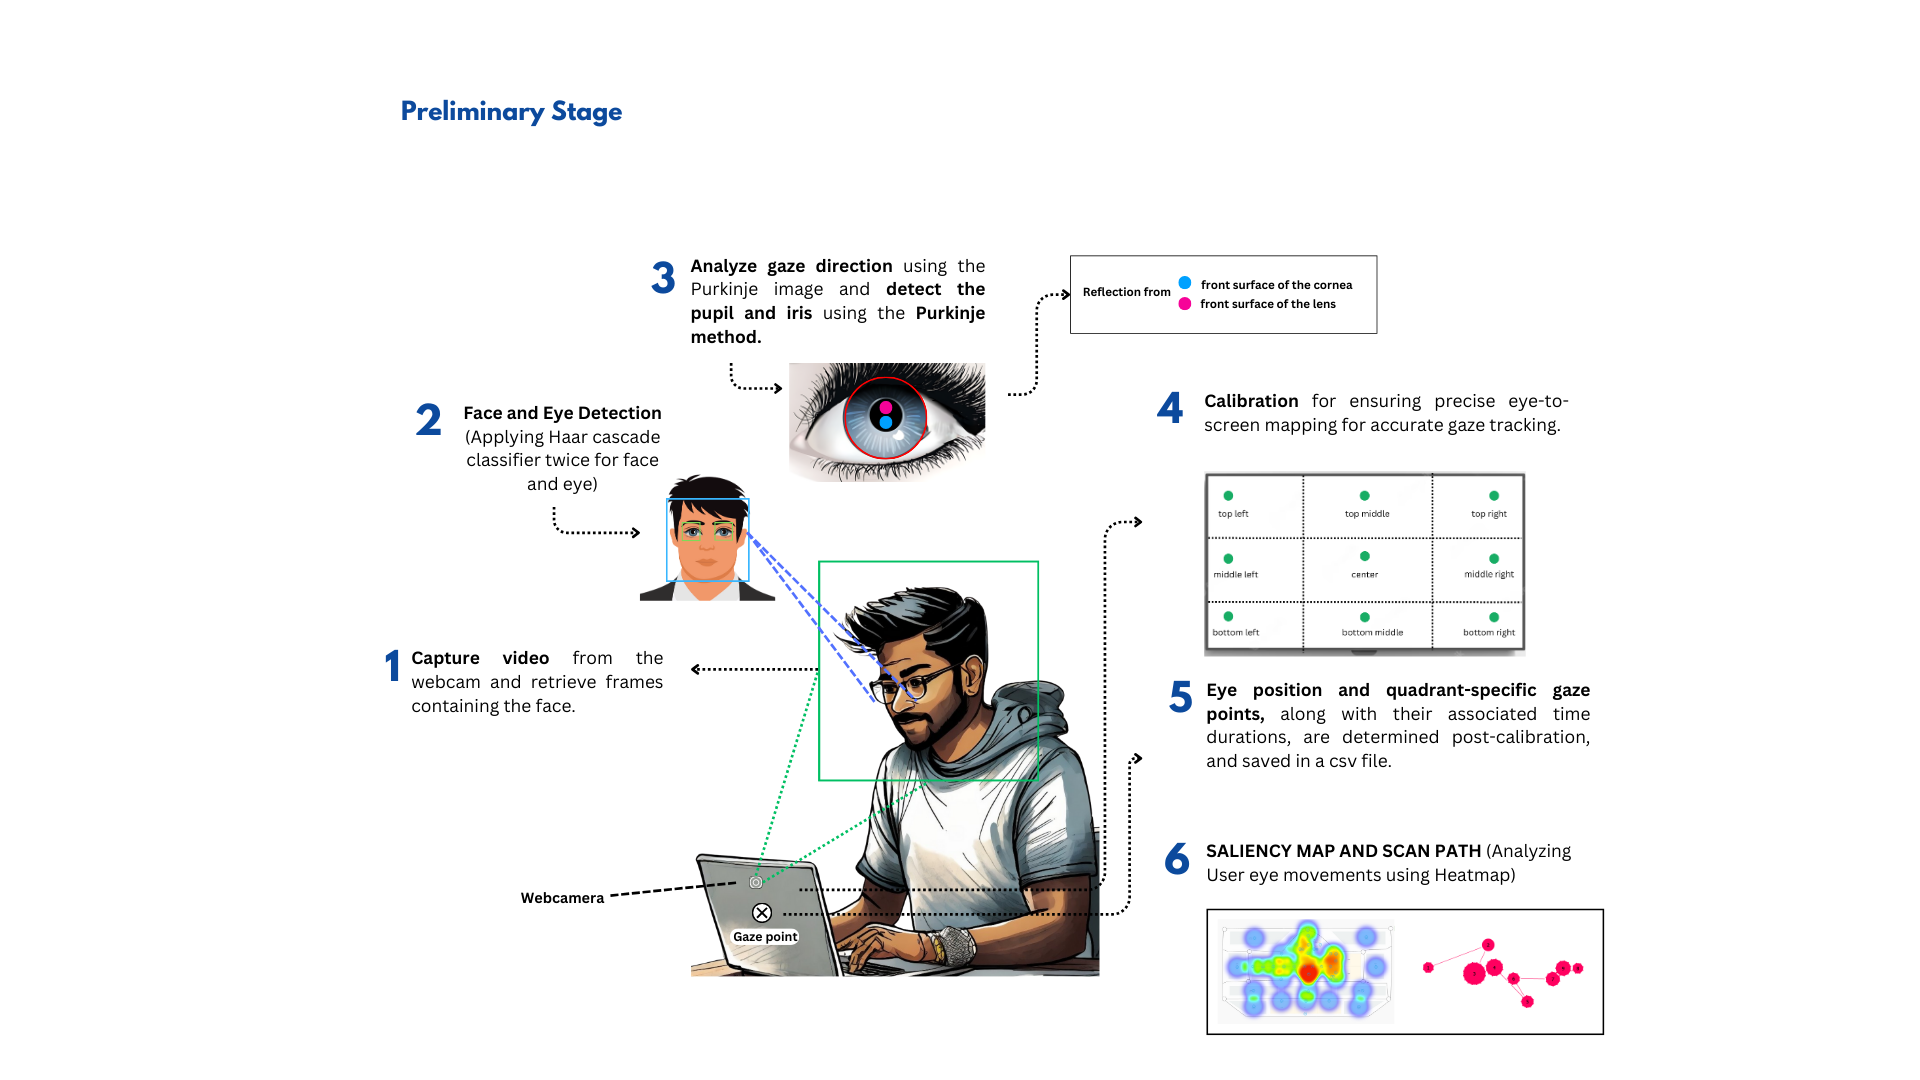 Preliminary Stage
3
Analyze gaze direction using the
Purkinje image and detect the
pupil and iris using the Purkinje
method.
Reflection from
front surface of the cornea
front surface of the lens
2
Face and Eye Detection
(Applying Haar cascade
classifier twice for face
and eye)
4
Calibration for ensuring precise eye-to-
screen mapping for accurate gaze tracking.
top left
top middle
top right
middle left
center
middle right
bottom left
bottom middle
bottom right
1
Capture video from the
webcam and retrieve frames
containing the face.
5
Eye position and quadrant-specific gaze
points, along with their associated time
durations, are determined post-calibration,
and saved in a csv file.
Webcamera
Gaze point
6
SALIENCY MAP AND SCAN PATH (Analyzing
User eye movements using Heatmap)